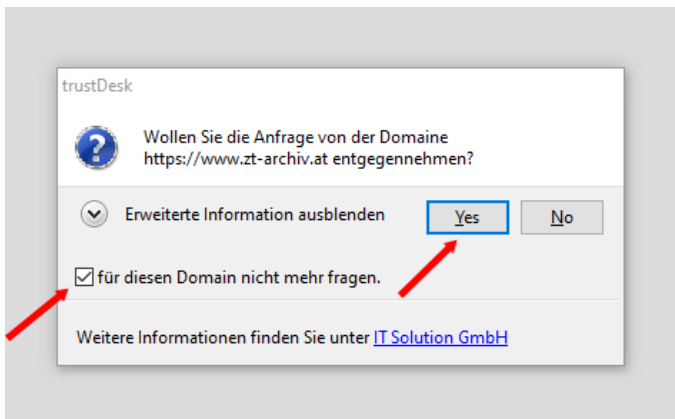 trustDesk
Wollen Sie die Anfrage von der Domaine
https://www.zt-archiv.at entgegennehmen?
Erweiterte Information ausblenden
Yes
No
für diesen Domain nicht mehr fragen.
Weitere Informationen finden Sie unter IT Solution GmbH